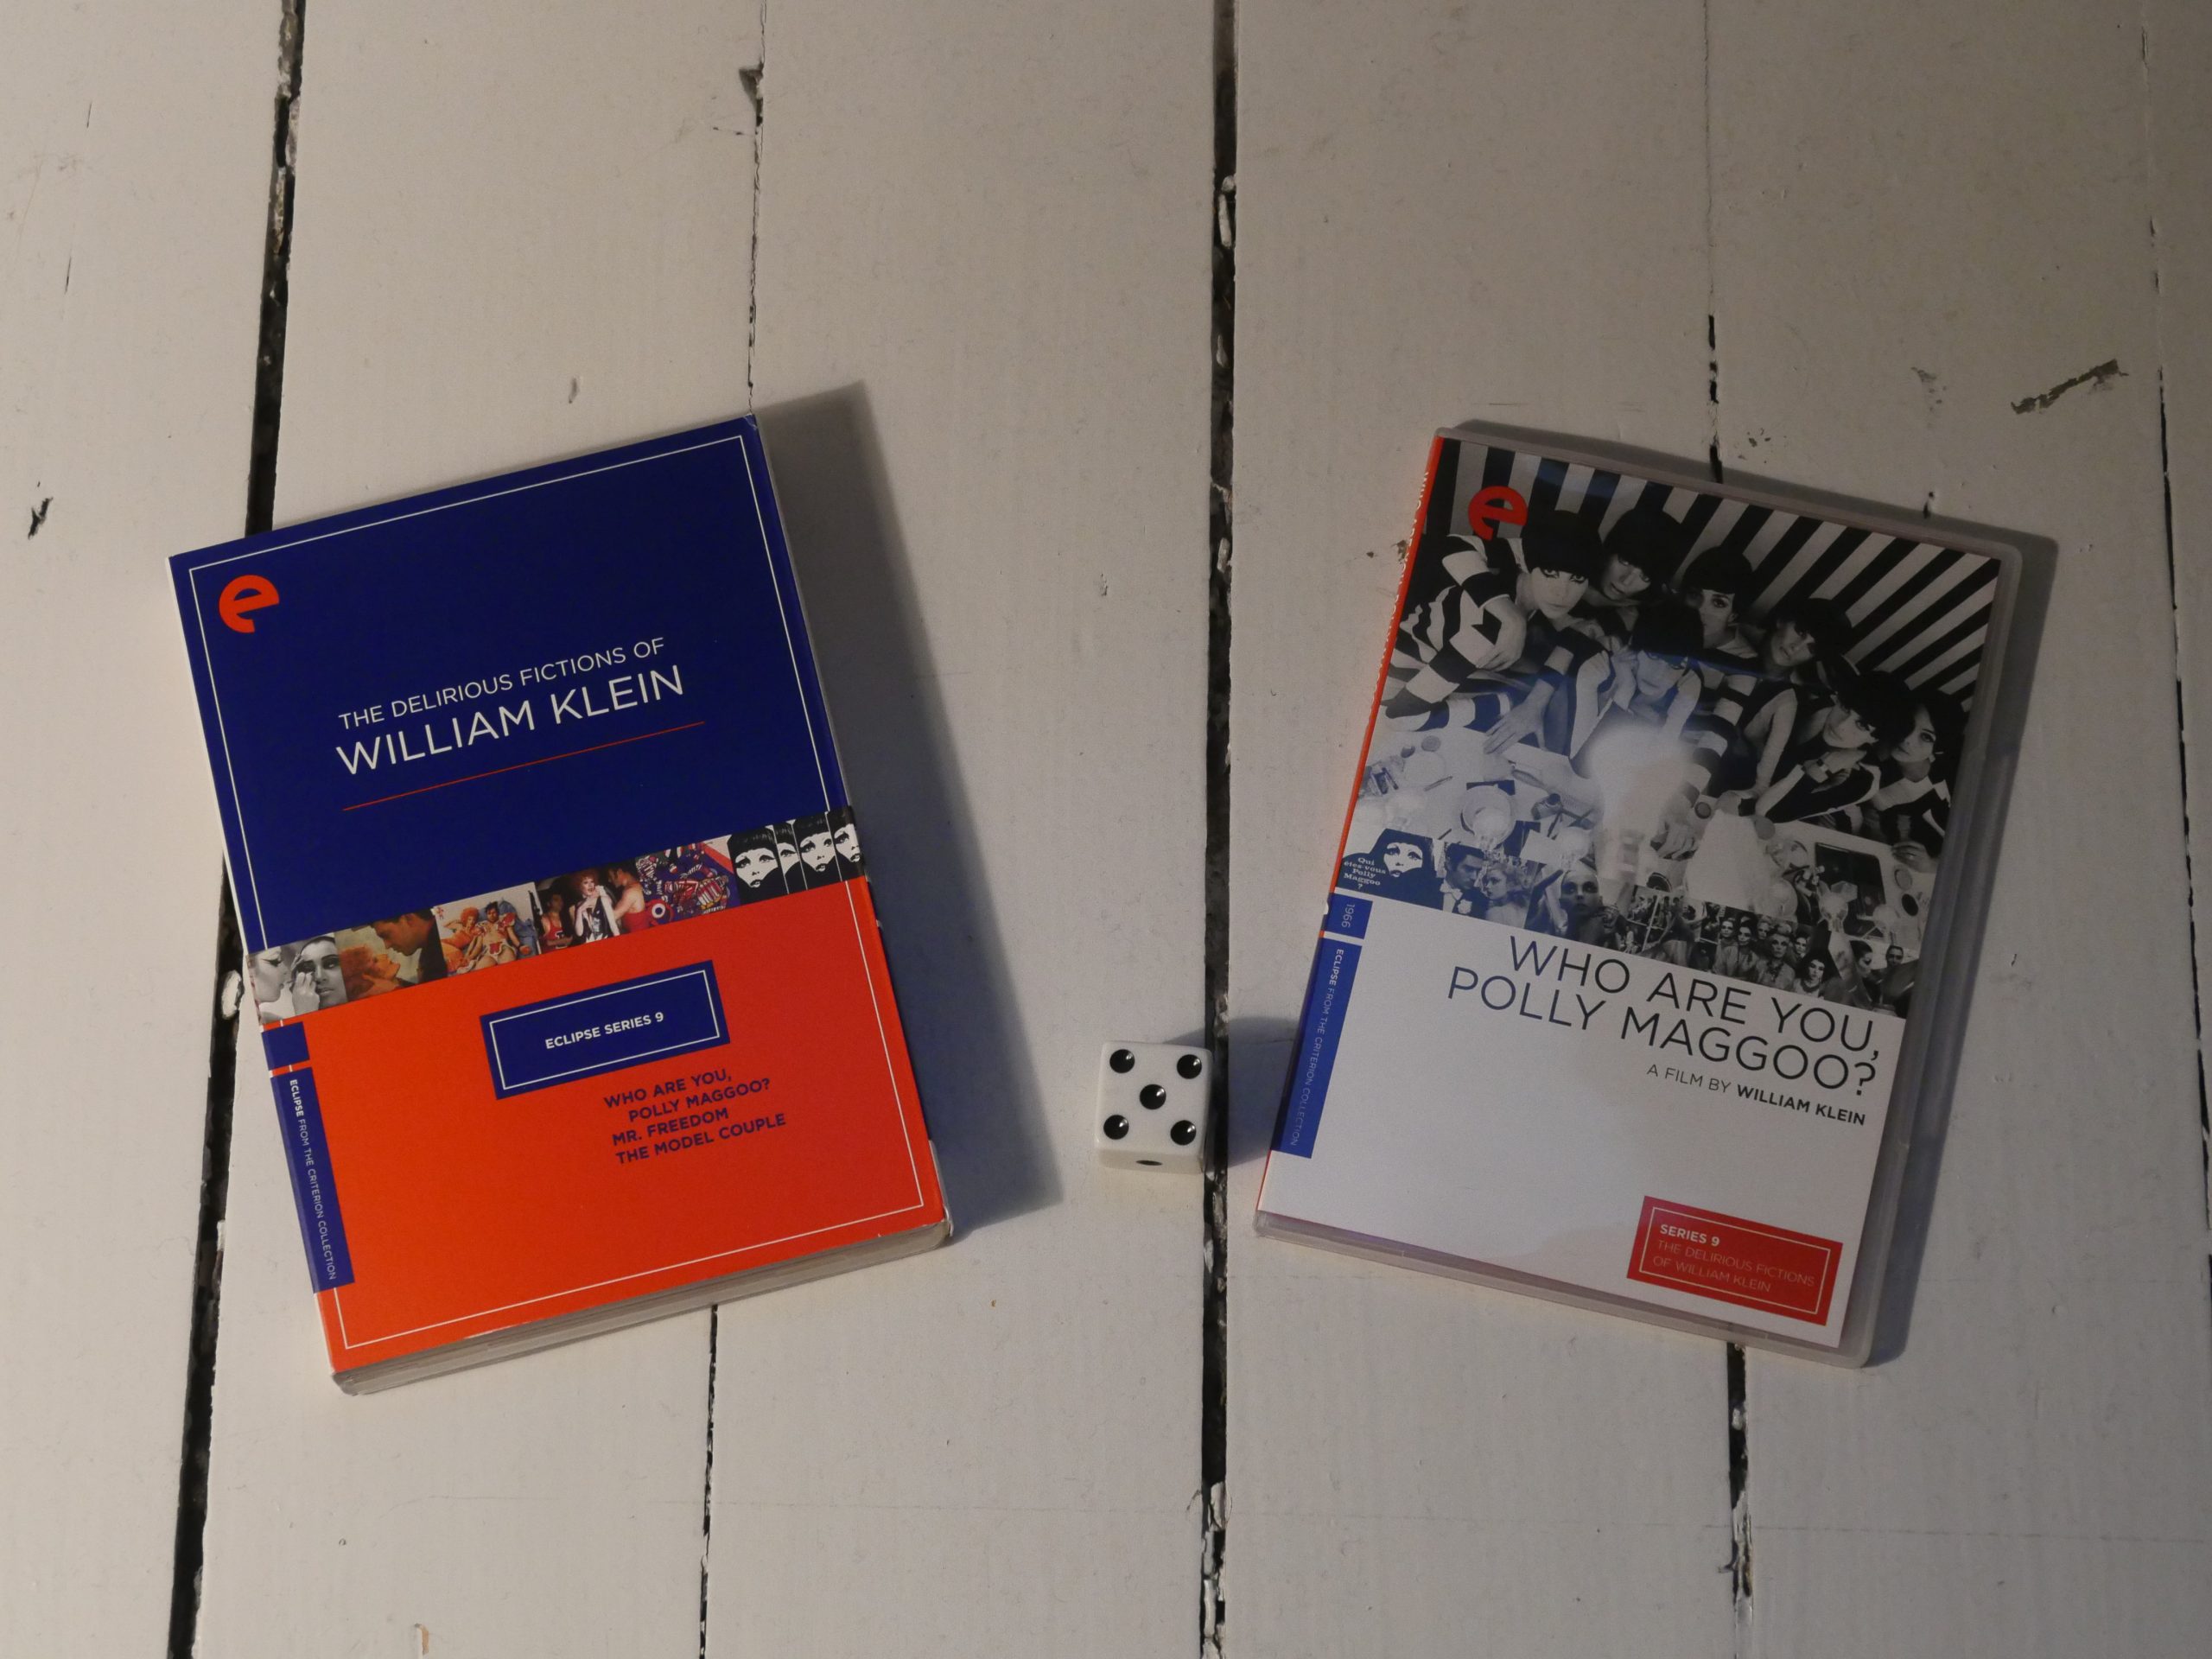 e
THE DELIRIOUS FICTIONS OF
WILLIAM KLEIN
ECLIPSE SERIES 9
WHO ARE YOU,
POLLY MAGGOO?
MR. FREEDOM
THE MODEL COUPLE
ECLIPSE FROM THE CRITERION COLLECTION
e
Qui
êtes-vous
Polly
Maggoo
?
1966
ECLIPSE FROM THE CRITERION COLLECTION
WHO ARE YOU,
POLLY MAGGOO?
A FILM BY WILLIAM KLEIN
SERIES 9
THE DELIRIOUS FICTIONS
OF WILLIAM KLEIN